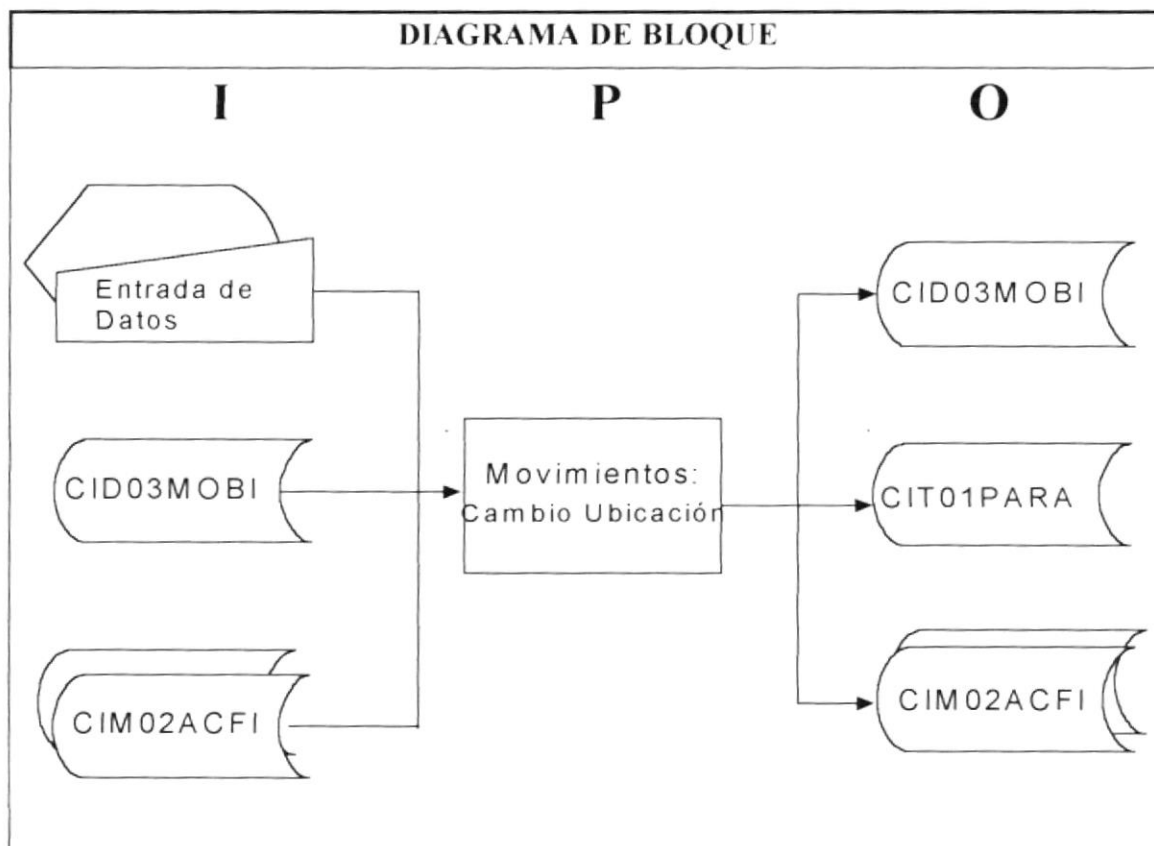 DIAGRAMA DE BLOQUE
I
P
O
Entrada de
Datos
CID03MOBI
CIM02ACFI
Movimientos:
Cambio Ubicación
CID03MOBI
CIT01PARA
CIM02ACFI